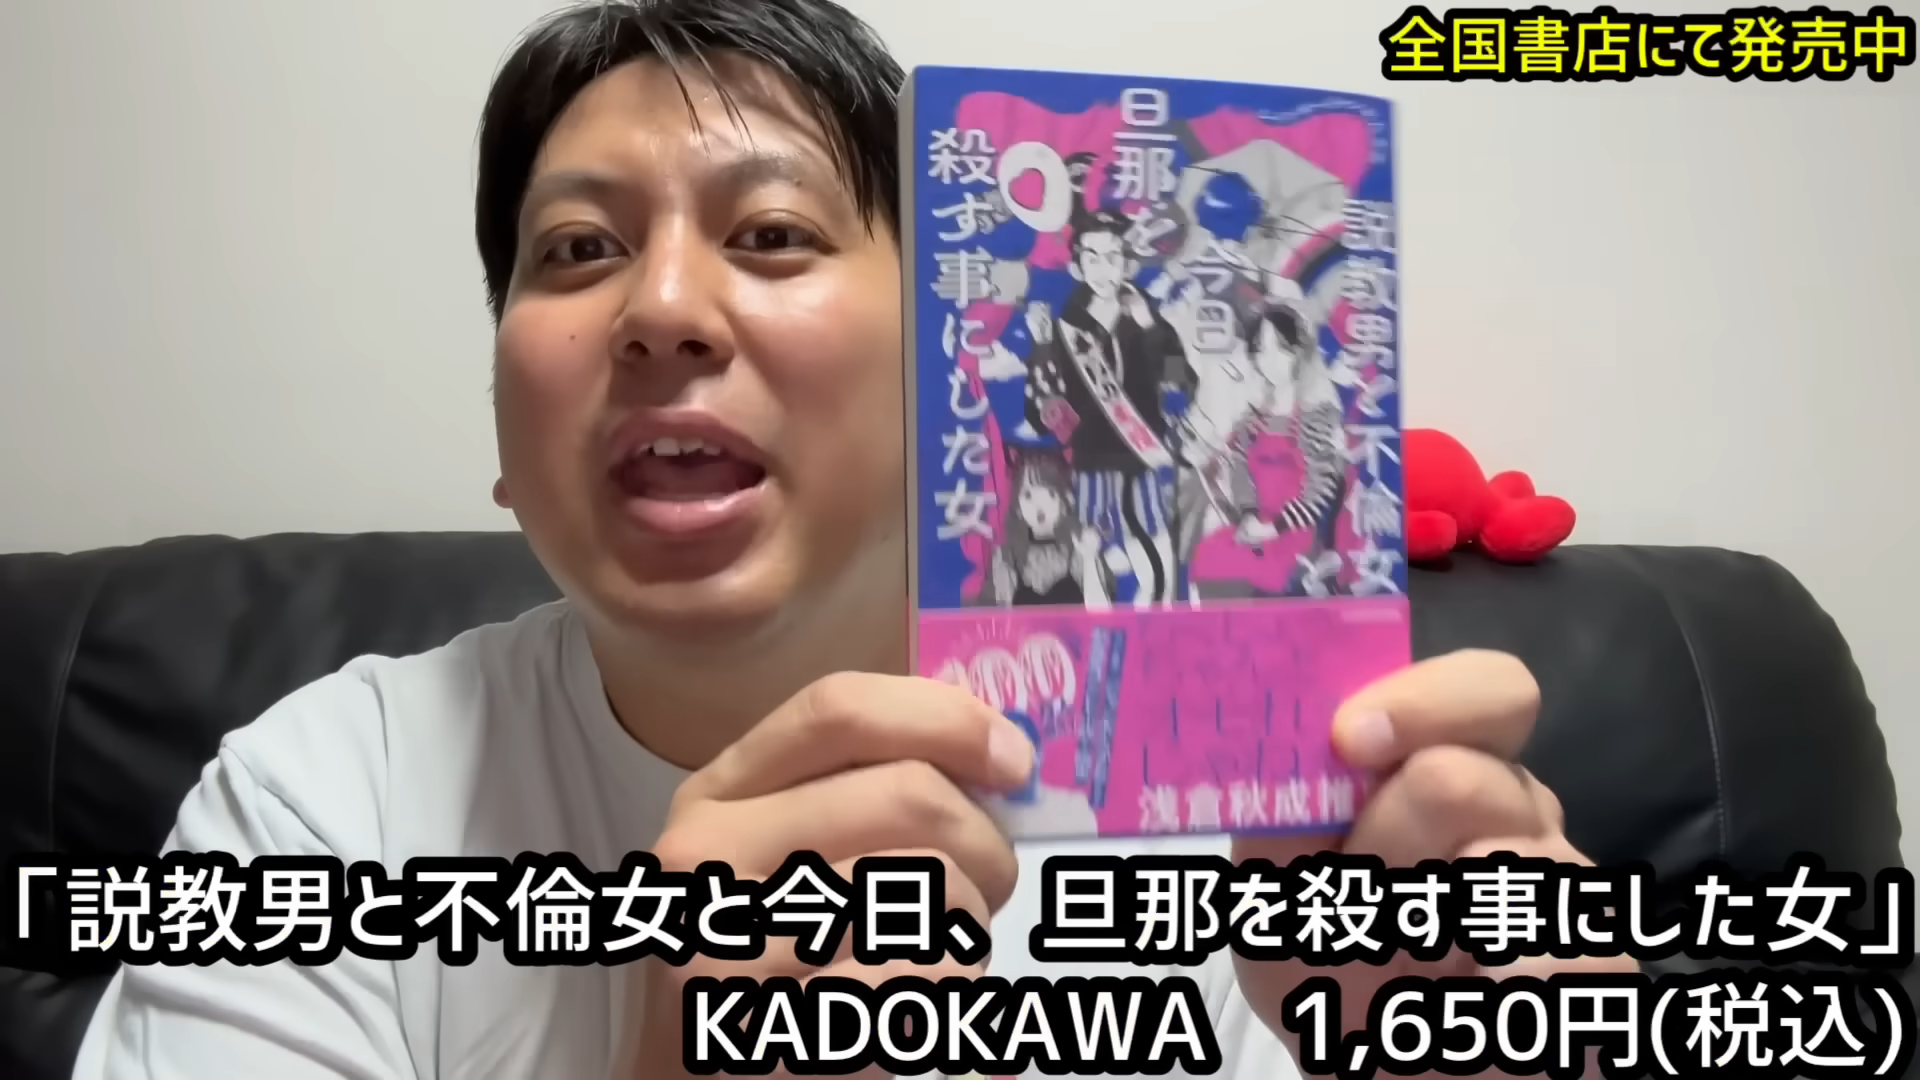 全国書店にて発売中
説教男と不倫女と
今日、
旦那を
殺す事にした女
浅倉秋成推
「説教男と不倫女と今日、旦那を殺す事にした女」
KADOKAWA 1,650円(税込)